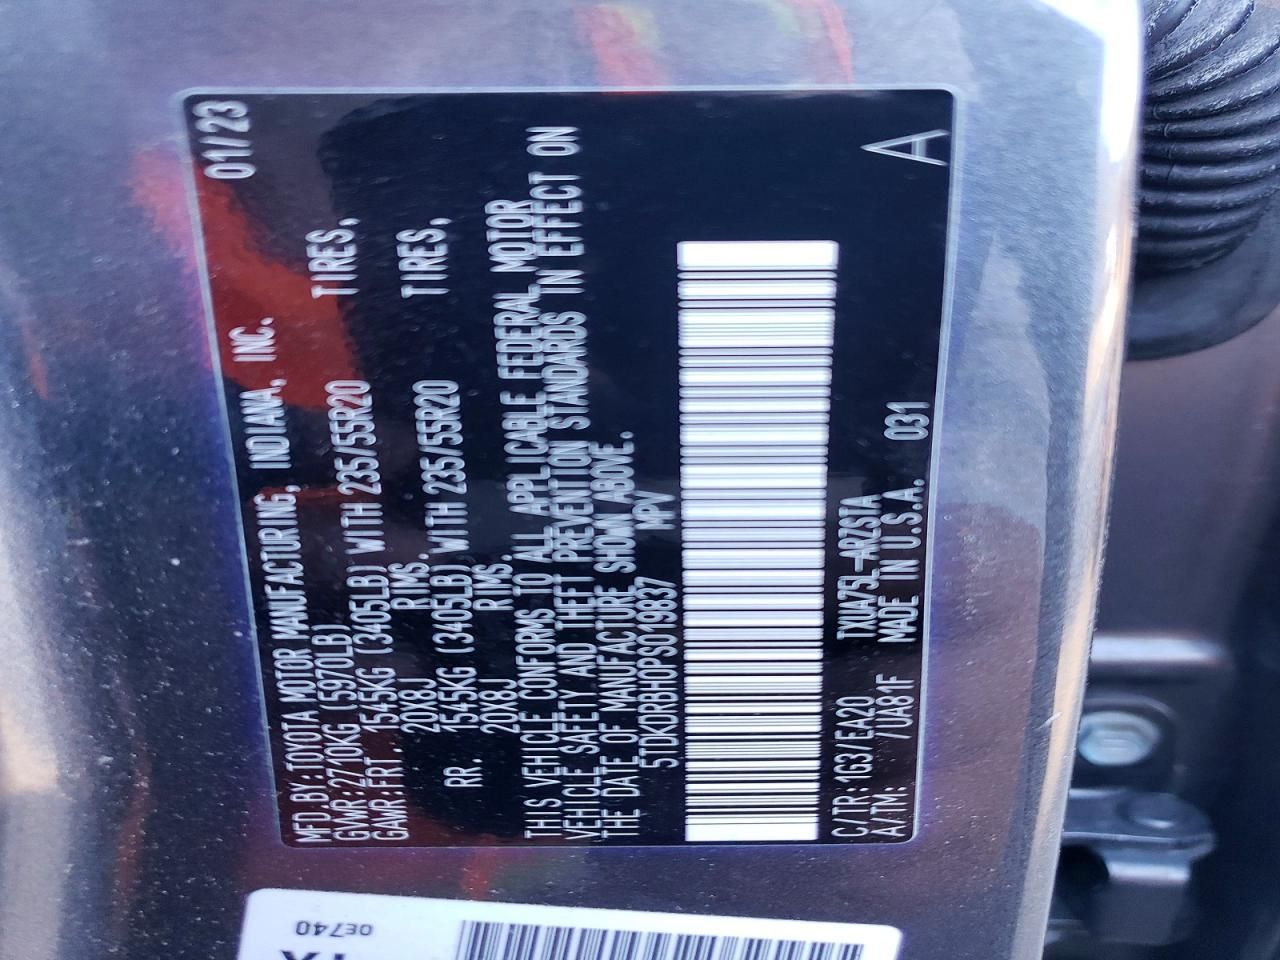 MFD.BY:TOYOTA MOTOR MANUFACTURING, INDIANA, INC. 01/23
GVWR:2710KG (5970LB)
GAWR:FRT. 1545KG (3405LB) WITH 235/55R20 TIRES,
20X8J RIMS.
RR. 1545KG (3405LB) WITH 235/55R20 TIRES,
20X8J RIMS.
THIS VEHICLE CONFORMS TO ALL APPLICABLE FEDERAL MOTOR
VEHICLE SAFETY AND THEFT PREVENTION STANDARDS IN EFFECT ON
THE DATE OF MANUFACTURE SHOWN ABOVE.
5TDKDRBH0PS019837 MPV
C/TR:1G3/EA20 TXUA75L-ARZSTA
A/TM: /UA81F MADE IN U.S.A. 031 A
0E740